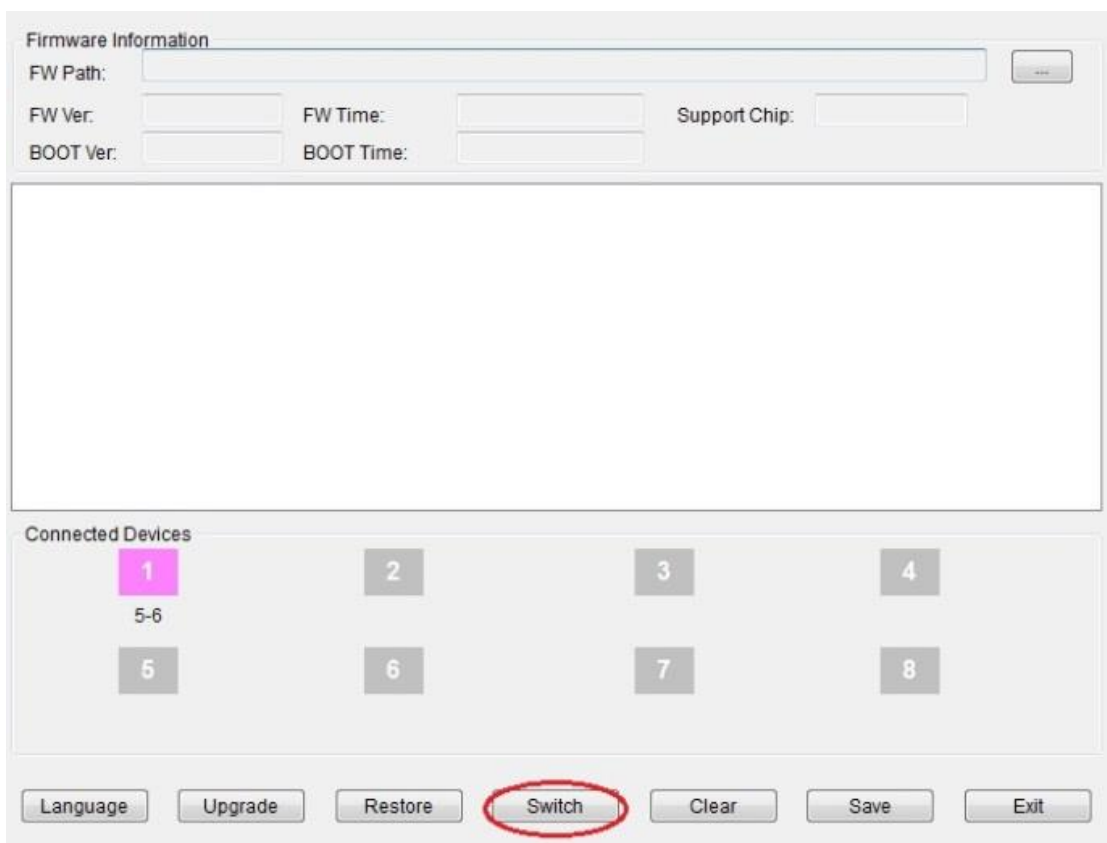 Firmware Information
FW Path: ...
FW Ver: FW Time: Support Chip:
BOOT Ver: BOOT Time:
Connected Devices
1 2 3 4
5-6
5 6 7 8
Language Upgrade Restore Switch Clear Save Exit